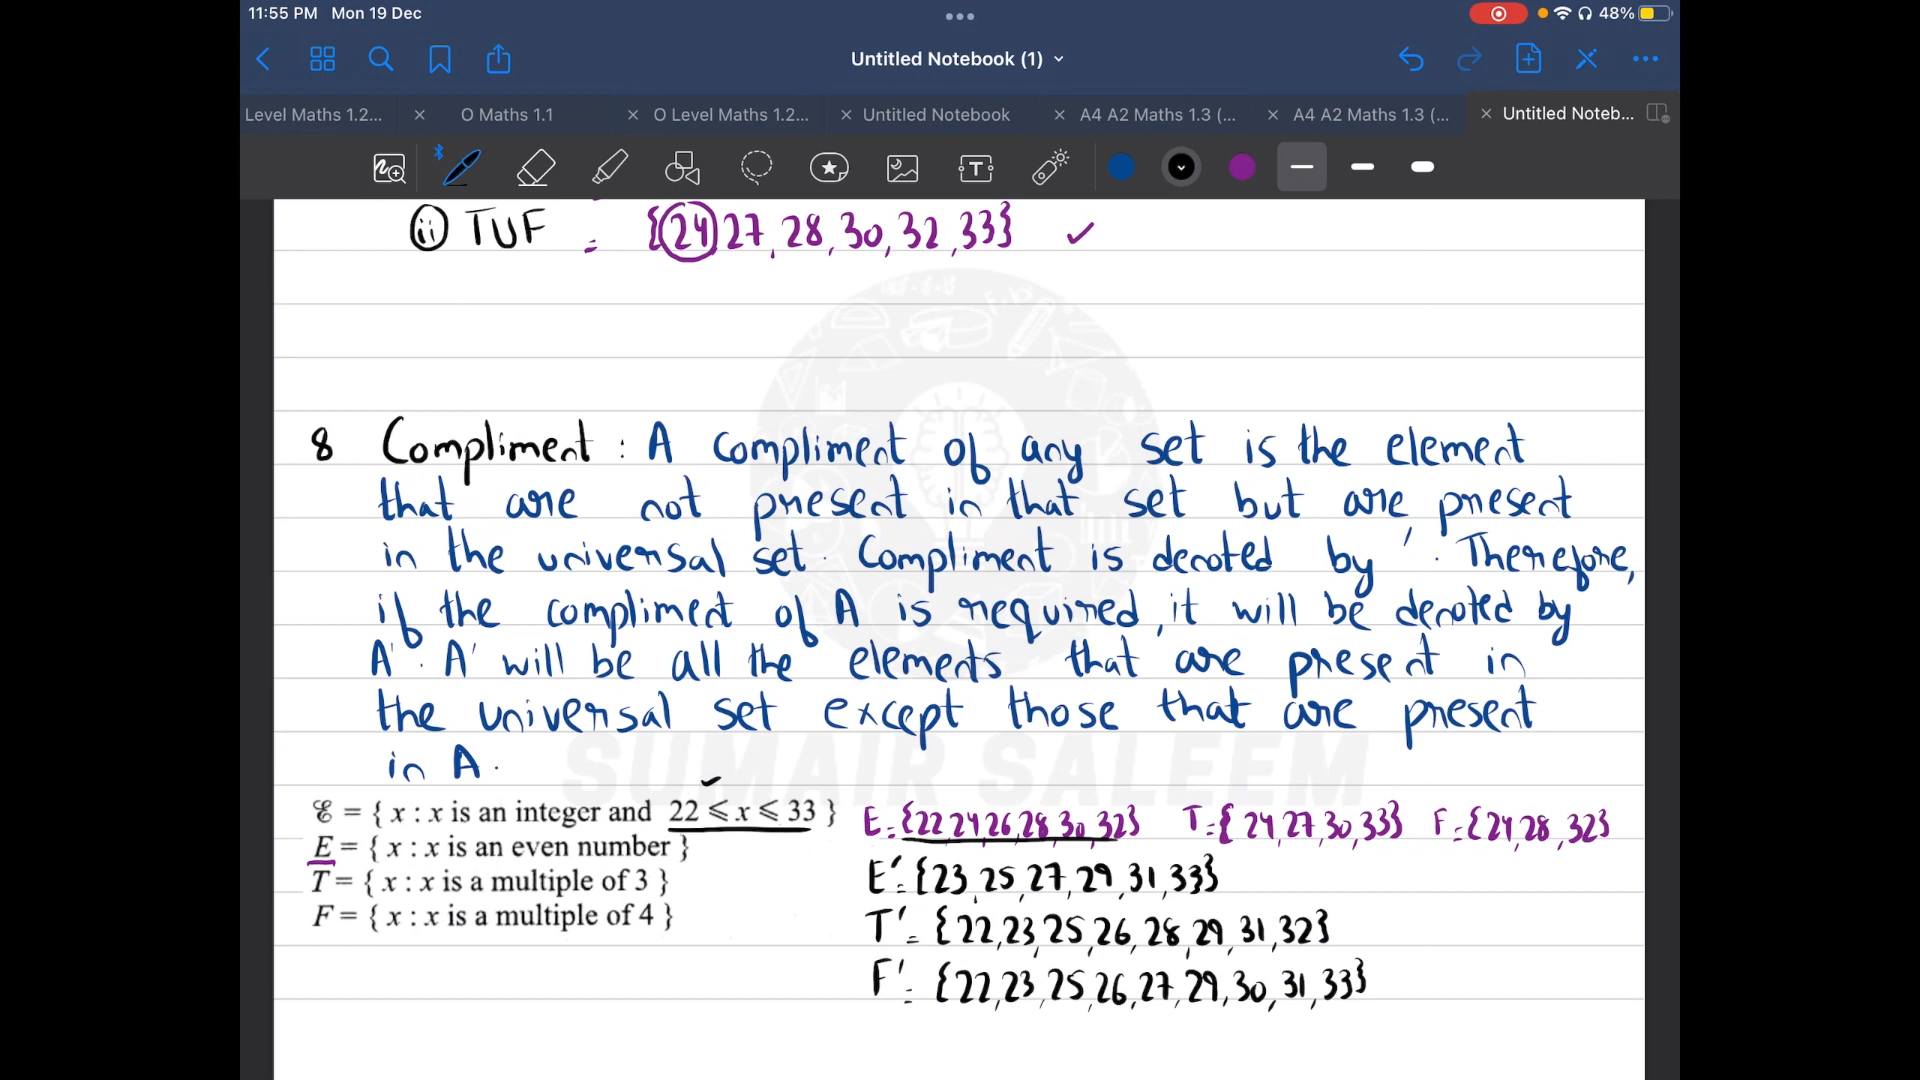 11:55 PM Mon 19 Dec
48%
Untitled Notebook (1)
Level Maths 1.2...
O Maths 1.1
O Level Maths 1.2...
Untitled Notebook
A4 A2 Maths 1.3 (...
A4 A2 Maths 1.3 (...
Untitled Noteb...
(ii) TUF = {24 27, 28, 30, 32, 33} ✓
8 Compliment : A compliment of any set is the element
that are not present in that set but are present
in the universal set. Compliment is denoted by ′. Therefore,
if the compliment of A is required, it will be denoted by
A′. A′ will be all the elements that are present in
the universal set except those that are present
in A.
SUMAIR SALEEM
ℰ = { x : x is an integer and 22 ⩽ x ⩽ 33 }
E = { x : x is an even number }
T = { x : x is a multiple of 3 }
F = { x : x is a multiple of 4 }
E = {22,24,26,28,30,32} T = {24,27,30,33} F = {24,28,32}
E′ = {23,25,27,29,31,33}
T′ = {22,23,25,26,28,29,31,32}
F′ = {22,23,25,26,27,29,30,31,33}